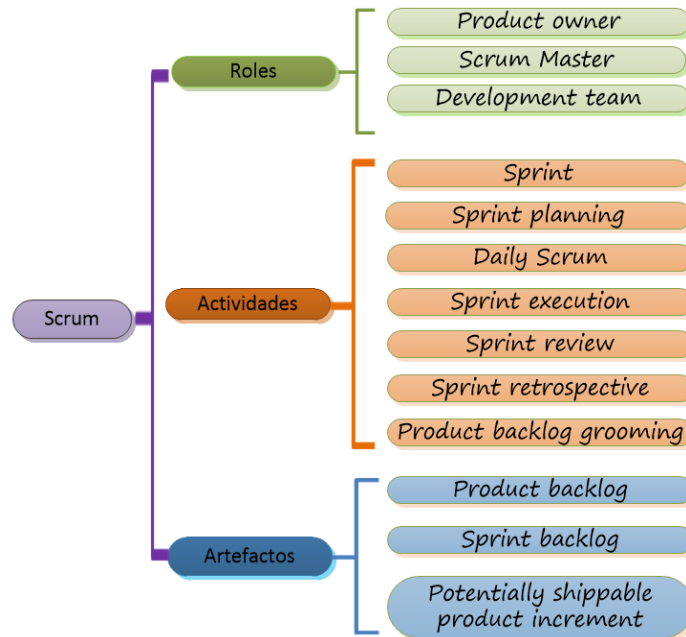 Scrum
Roles
Product owner
Scrum Master
Development team
Actividades
Sprint
Sprint planning
Daily Scrum
Sprint execution
Sprint review
Sprint retrospective
Product backlog grooming
Artefactos
Product backlog
Sprint backlog
Potentially shippable
product increment